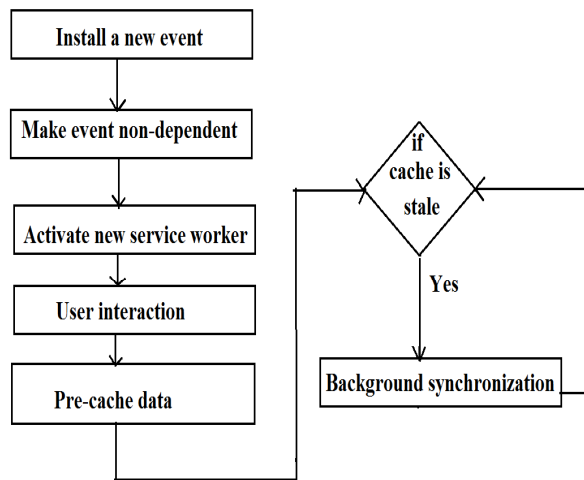 Install a new event
Make event non-dependent
Activate new service worker
User interaction
Pre-cache data
if
cache is
stale
Yes
Background synchronization